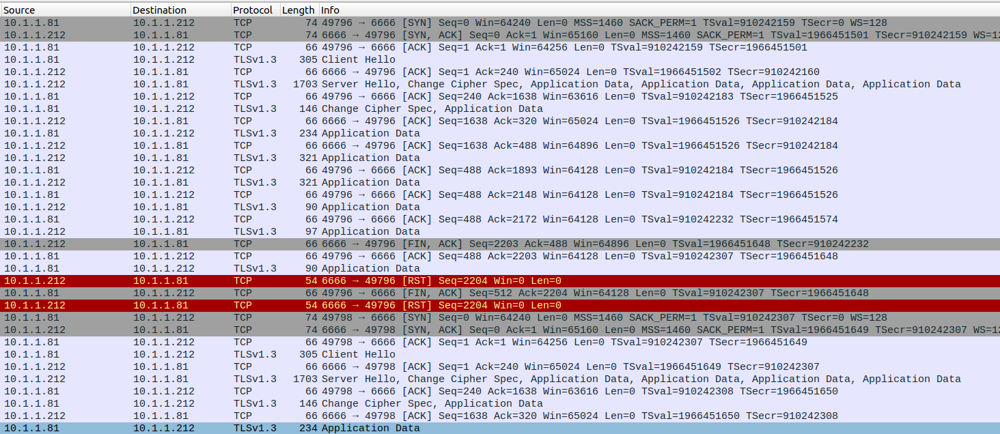 Source Destination Protocol Length Info
10.1.1.81 10.1.1.212 TCP 74 49796 → 6666 [SYN] Seq=0 Win=64240 Len=0 MSS=1460 SACK_PERM=1 TSval=910242159 TSecr=0 WS=128
10.1.1.212 10.1.1.81 TCP 74 6666 → 49796 [SYN, ACK] Seq=0 Ack=1 Win=65160 Len=0 MSS=1460 SACK_PERM=1 TSval=1966451501 TSecr=910242159 WS=12
10.1.1.81 10.1.1.212 TCP 66 49796 → 6666 [ACK] Seq=1 Ack=1 Win=64256 Len=0 TSval=910242159 TSecr=1966451501
10.1.1.81 10.1.1.212 TLSv1.3 305 Client Hello
10.1.1.212 10.1.1.81 TCP 66 6666 → 49796 [ACK] Seq=1 Ack=240 Win=65024 Len=0 TSval=1966451502 TSecr=910242160
10.1.1.212 10.1.1.81 TLSv1.3 1703 Server Hello, Change Cipher Spec, Application Data, Application Data, Application Data, Application Data
10.1.1.81 10.1.1.212 TCP 66 49796 → 6666 [ACK] Seq=240 Ack=1638 Win=63616 Len=0 TSval=910242183 TSecr=1966451525
10.1.1.81 10.1.1.212 TLSv1.3 146 Change Cipher Spec, Application Data
10.1.1.212 10.1.1.81 TCP 66 6666 → 49796 [ACK] Seq=1638 Ack=320 Win=65024 Len=0 TSval=1966451526 TSecr=910242184
10.1.1.81 10.1.1.212 TLSv1.3 234 Application Data
10.1.1.212 10.1.1.81 TCP 66 6666 → 49796 [ACK] Seq=1638 Ack=488 Win=64896 Len=0 TSval=1966451526 TSecr=910242184
10.1.1.212 10.1.1.81 TLSv1.3 321 Application Data
10.1.1.81 10.1.1.212 TCP 66 49796 → 6666 [ACK] Seq=488 Ack=1893 Win=64128 Len=0 TSval=910242184 TSecr=1966451526
10.1.1.212 10.1.1.81 TLSv1.3 321 Application Data
10.1.1.81 10.1.1.212 TCP 66 49796 → 6666 [ACK] Seq=488 Ack=2148 Win=64128 Len=0 TSval=910242184 TSecr=1966451526
10.1.1.212 10.1.1.81 TLSv1.3 90 Application Data
10.1.1.81 10.1.1.212 TCP 66 49796 → 6666 [ACK] Seq=488 Ack=2172 Win=64128 Len=0 TSval=910242232 TSecr=1966451574
10.1.1.212 10.1.1.81 TLSv1.3 97 Application Data
10.1.1.212 10.1.1.81 TCP 66 6666 → 49796 [FIN, ACK] Seq=2203 Ack=488 Win=64896 Len=0 TSval=1966451648 TSecr=910242232
10.1.1.81 10.1.1.212 TCP 66 49796 → 6666 [ACK] Seq=488 Ack=2203 Win=64128 Len=0 TSval=910242307 TSecr=1966451648
10.1.1.81 10.1.1.212 TLSv1.3 90 Application Data
10.1.1.212 10.1.1.81 TCP 54 6666 → 49796 [RST] Seq=2204 Win=0 Len=0
10.1.1.81 10.1.1.212 TCP 66 49796 → 6666 [FIN, ACK] Seq=512 Ack=2204 Win=64128 Len=0 TSval=910242307 TSecr=1966451648
10.1.1.212 10.1.1.81 TCP 54 6666 → 49796 [RST] Seq=2204 Win=0 Len=0
10.1.1.81 10.1.1.212 TCP 74 49798 → 6666 [SYN] Seq=0 Win=64240 Len=0 MSS=1460 SACK_PERM=1 TSval=910242307 TSecr=0 WS=128
10.1.1.212 10.1.1.81 TCP 74 6666 → 49798 [SYN, ACK] Seq=0 Ack=1 Win=65160 Len=0 MSS=1460 SACK_PERM=1 TSval=1966451649 TSecr=910242307 WS=12
10.1.1.81 10.1.1.212 TCP 66 49798 → 6666 [ACK] Seq=1 Ack=1 Win=64256 Len=0 TSval=910242307 TSecr=1966451649
10.1.1.81 10.1.1.212 TLSv1.3 305 Client Hello
10.1.1.212 10.1.1.81 TCP 66 6666 → 49798 [ACK] Seq=1 Ack=240 Win=65024 Len=0 TSval=1966451649 TSecr=910242307
10.1.1.212 10.1.1.81 TLSv1.3 1703 Server Hello, Change Cipher Spec, Application Data, Application Data, Application Data, Application Data
10.1.1.81 10.1.1.212 TCP 66 49798 → 6666 [ACK] Seq=240 Ack=1638 Win=63616 Len=0 TSval=910242308 TSecr=1966451650
10.1.1.81 10.1.1.212 TLSv1.3 146 Change Cipher Spec, Application Data
10.1.1.212 10.1.1.81 TCP 66 6666 → 49798 [ACK] Seq=1638 Ack=320 Win=65024 Len=0 TSval=1966451650 TSecr=910242308
10.1.1.81 10.1.1.212 TLSv1.3 234 Application Data